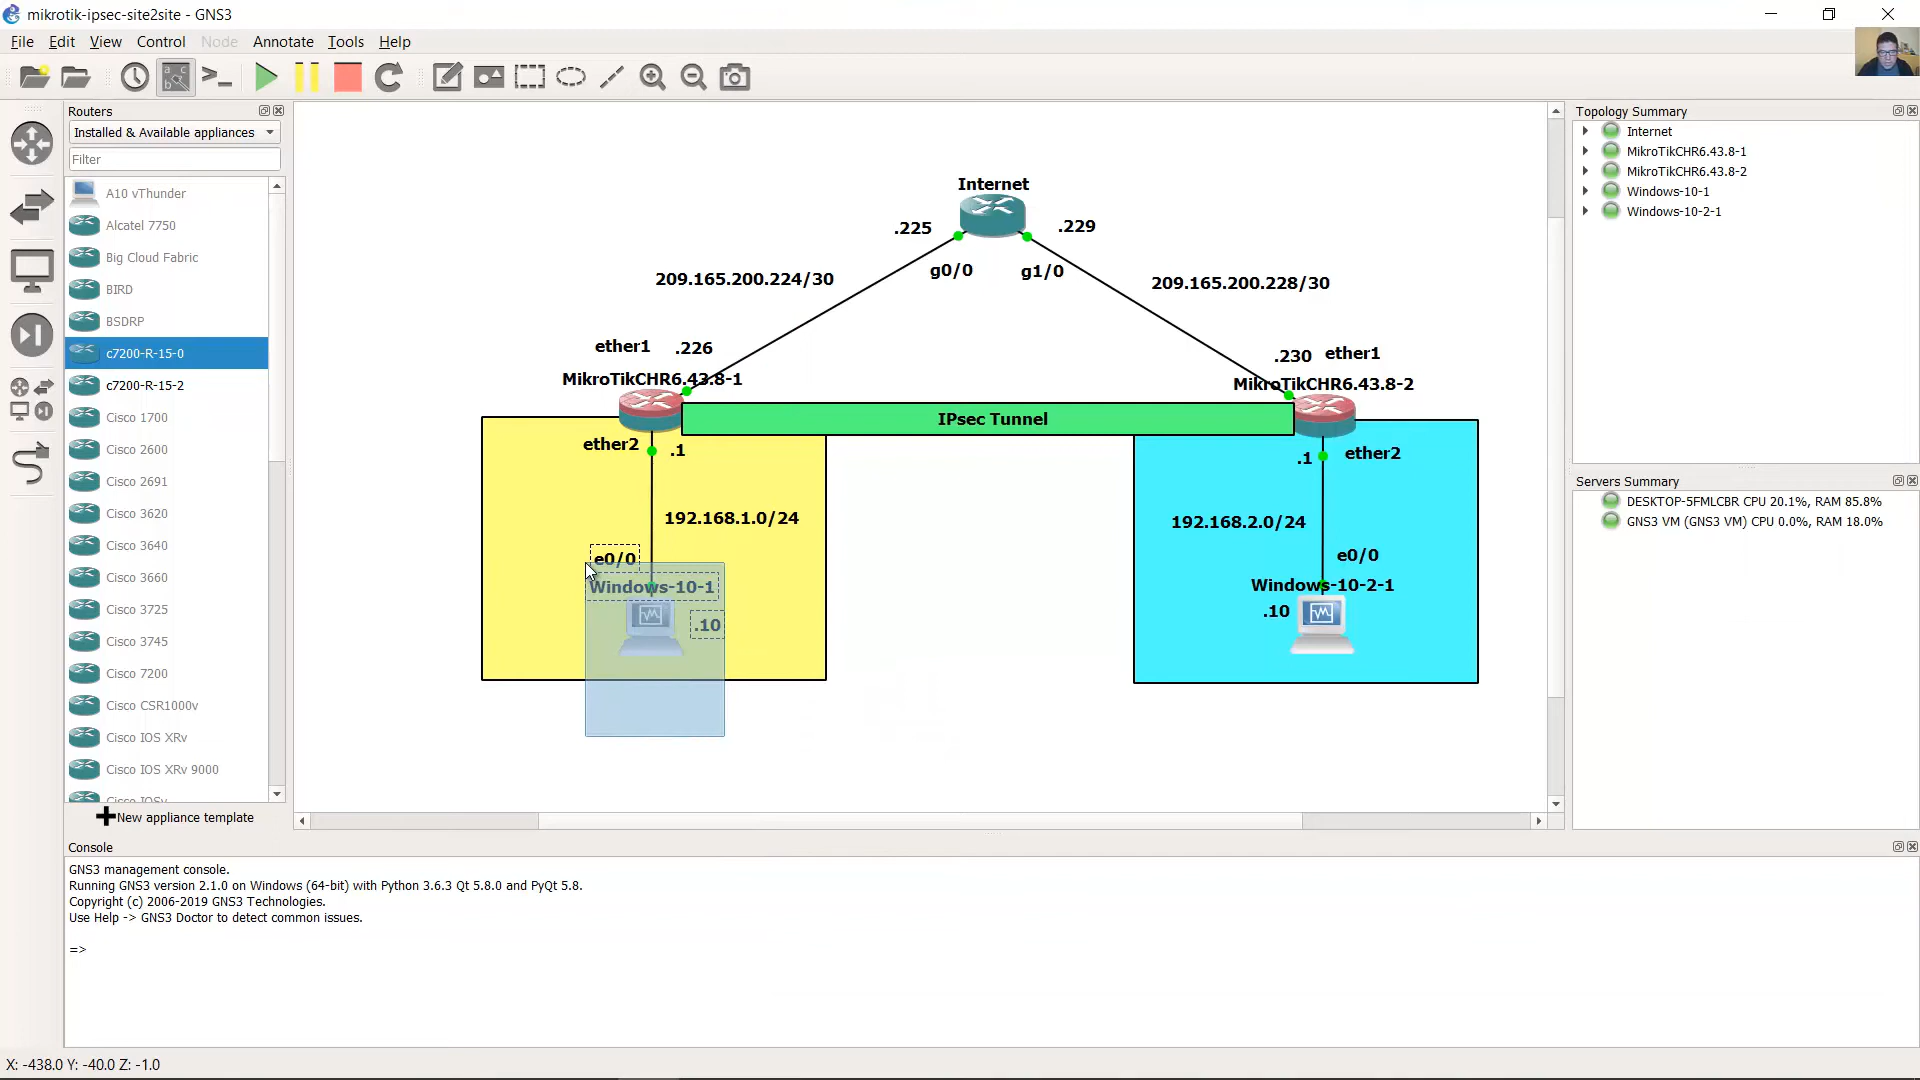 mikrotik-ipsec-site2site - GNS3
File Edit View Control Node Annotate Tools Help
Routers
Installed & Available appliances
Filter
A10 vThunder
Alcatel 7750
Big Cloud Fabric
BIRD
BSDRP
c7200-R-15-0
c7200-R-15-2
Cisco 1700
Cisco 2600
Cisco 2691
Cisco 3620
Cisco 3640
Cisco 3660
Cisco 3725
Cisco 3745
Cisco 7200
Cisco CSR1000v
Cisco IOS XRv
Cisco IOS XRv 9000
Cisco IOSv
New appliance template
Internet
.225
.229
g0/0
g1/0
209.165.200.224/30
209.165.200.228/30
ether1
.226
.230
ether1
MikroTikCHR6.43.8-1
MikroTikCHR6.43.8-2
IPsec Tunnel
ether2
.1
.1
ether2
192.168.1.0/24
192.168.2.0/24
e0/0
e0/0
Windows-10-1
Windows-10-2-1
.10
.10
Topology Summary
Internet
MikroTikCHR6.43.8-1
MikroTikCHR6.43.8-2
Windows-10-1
Windows-10-2-1
Servers Summary
DESKTOP-5FMLCBR CPU 20.1%, RAM 85.8%
GNS3 VM (GNS3 VM) CPU 0.0%, RAM 18.0%
Console
GNS3 management console.
Running GNS3 version 2.1.0 on Windows (64-bit) with Python 3.6.3 Qt 5.8.0 and PyQt 5.8.
Copyright (c) 2006-2019 GNS3 Technologies.
Use Help -> GNS3 Doctor to detect common issues.
=>
X: -438.0 Y: -40.0 Z: -1.0